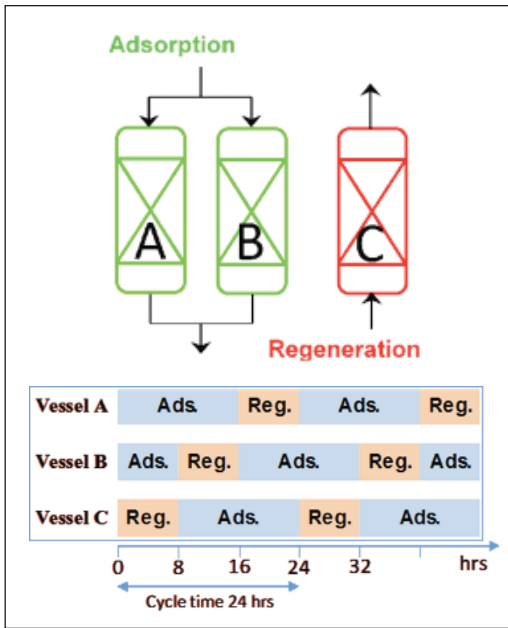 Adsorption
A B C
Regeneration
Vessel A Ads. Reg. Ads. Reg.
Vessel B Ads. Reg. Ads. Reg. Ads.
Vessel C Reg. Ads. Reg. Ads.
0 8 16 24 32 hrs
Cycle time 24 hrs